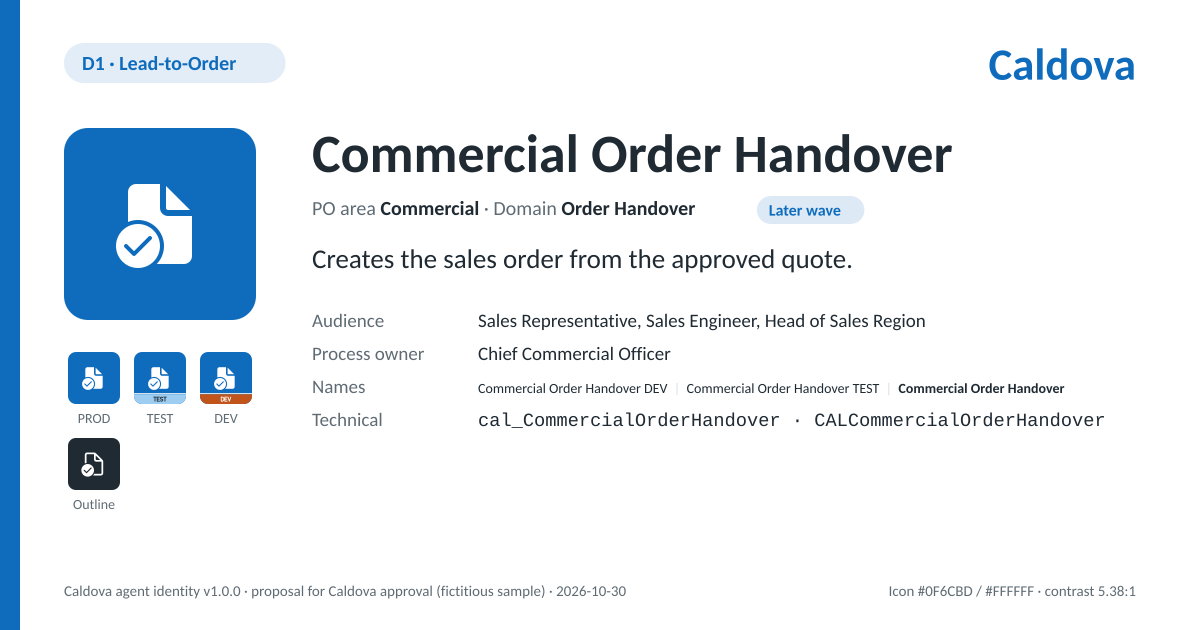 D1 · Lead-to-Order
Caldova
Commercial Order Handover
PO area Commercial · Domain Order Handover
Later wave
Creates the sales order from the approved quote.
Audience Sales Representative, Sales Engineer, Head of Sales Region
Process owner Chief Commercial Officer
Names Commercial Order Handover DEV | Commercial Order Handover TEST | Commercial Order Handover
Technical cal_CommercialOrderHandover · CALCommercialOrderHandover
TEST
DEV
PROD TEST DEV
Outline
Caldova agent identity v1.0.0 · proposal for Caldova approval (fictitious sample) · 2026-10-30
Icon #0F6CBD / #FFFFFF · contrast 5.38:1